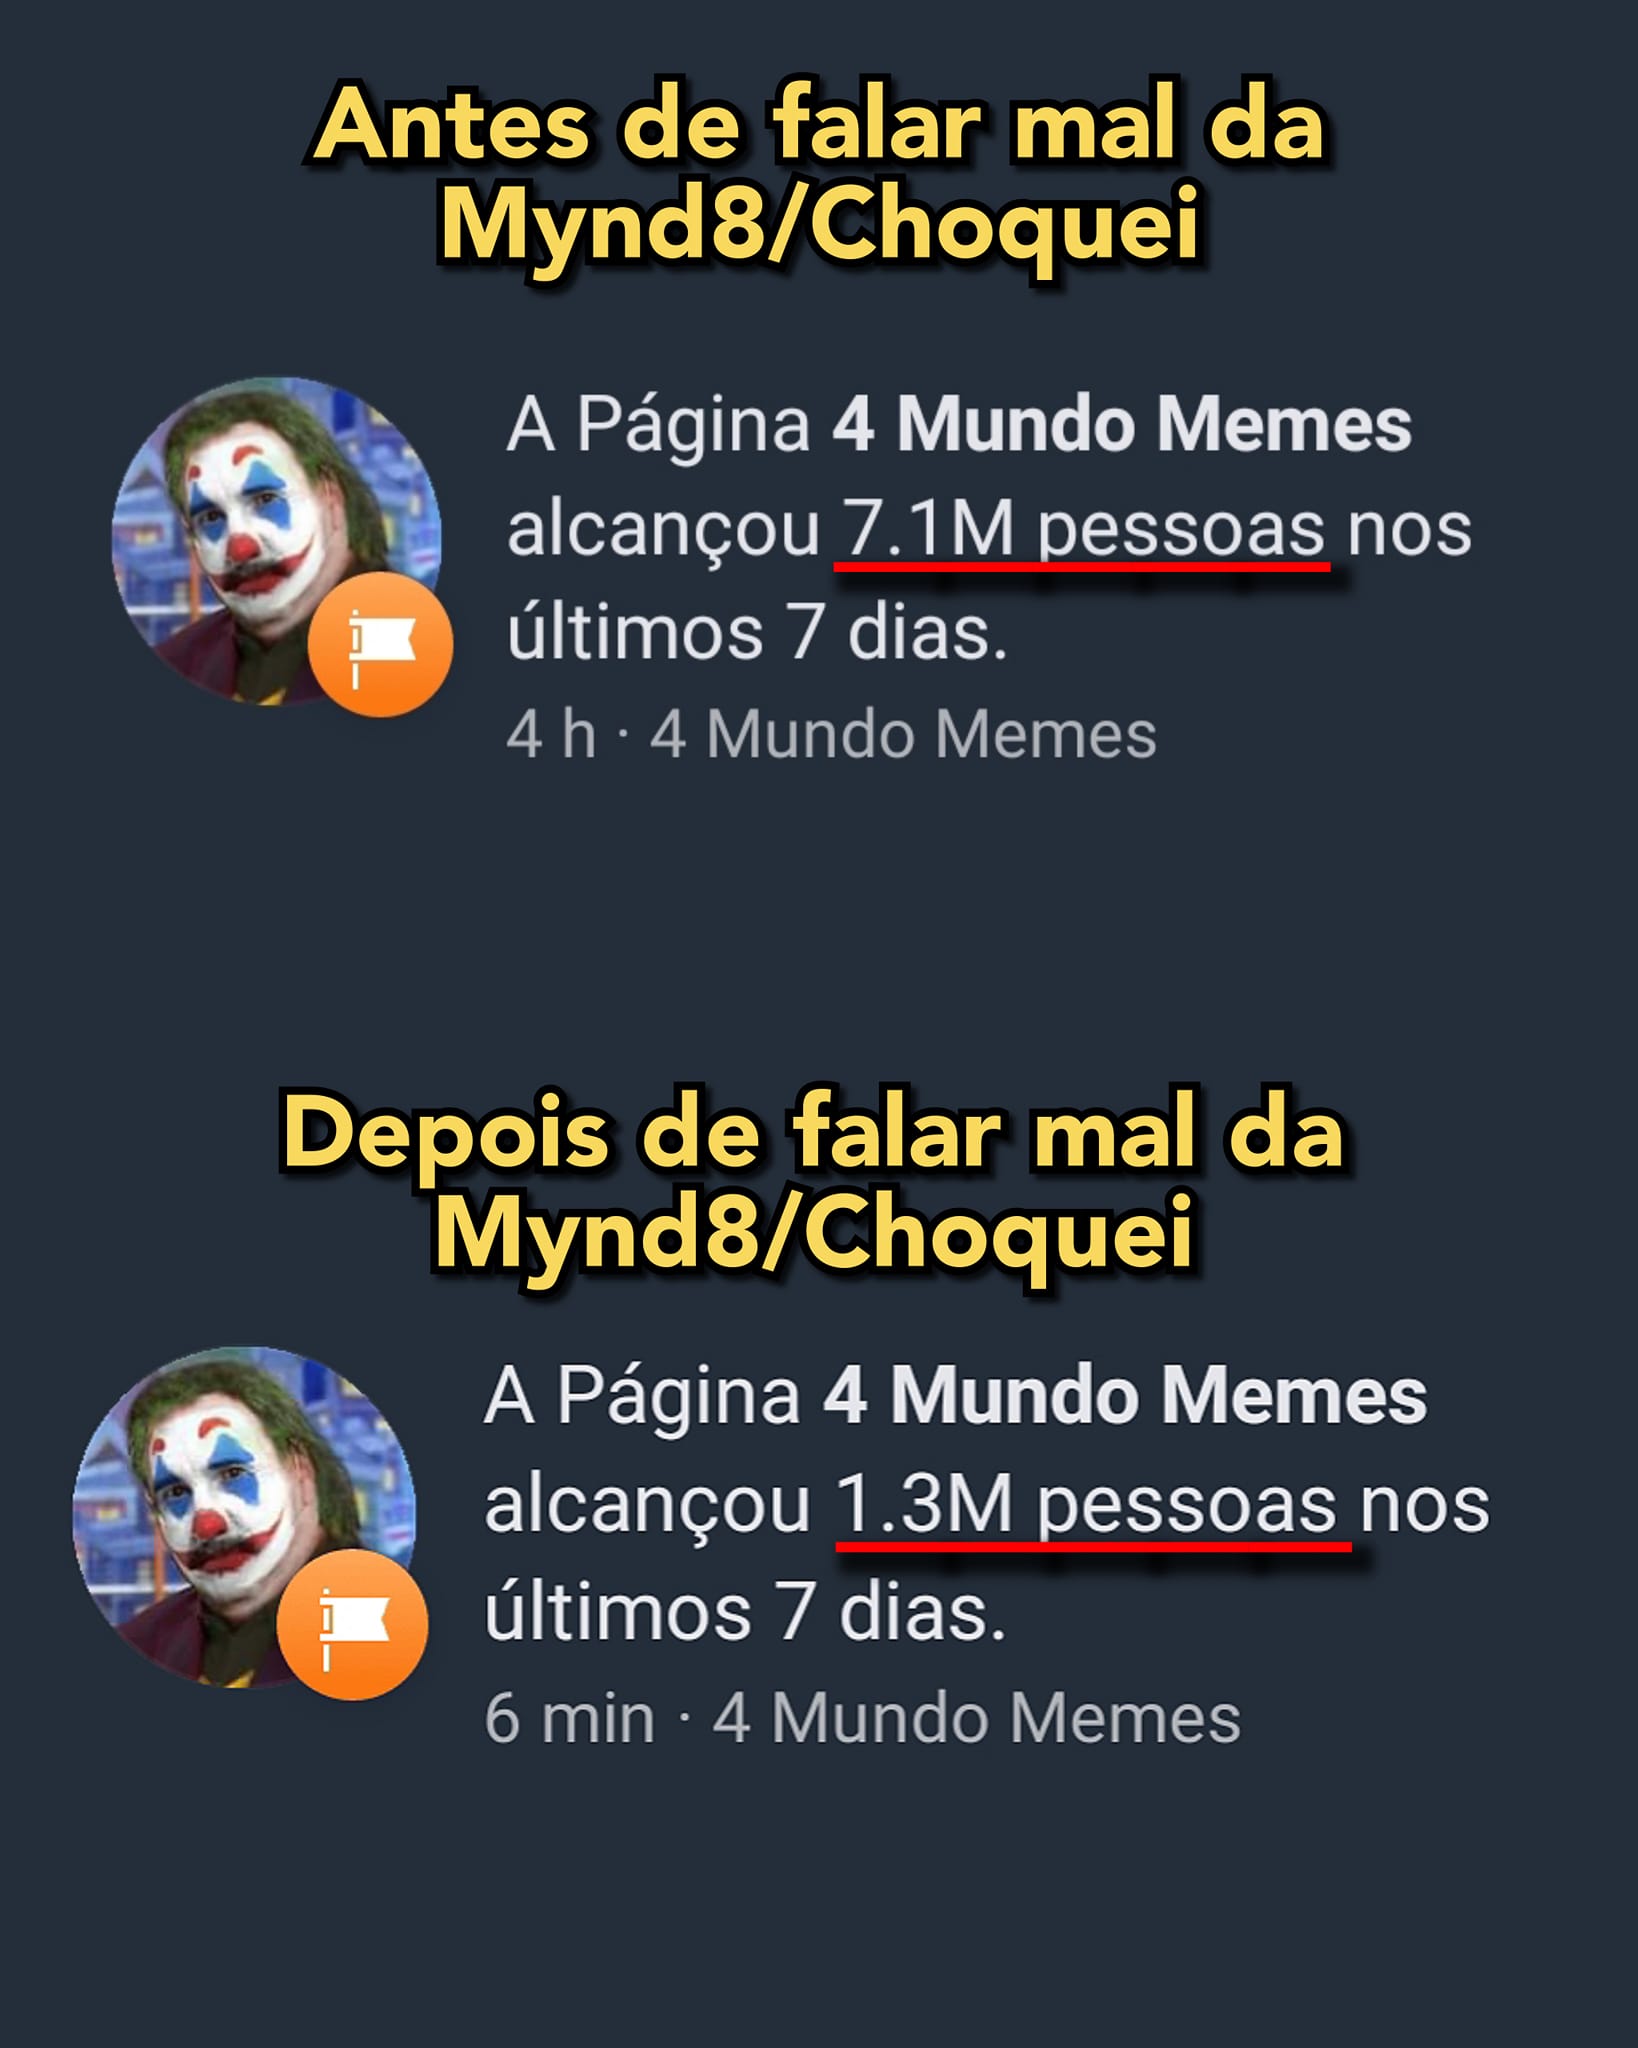 Antes de falar mal da
Mynd8/Choquei
A Página 4 Mundo Memes
alcançou 7.1M pessoas nos
últimos 7 dias.
4 h · 4 Mundo Memes
Depois de falar mal da
Mynd8/Choquei
A Página 4 Mundo Memes
alcançou 1.3M pessoas nos
últimos 7 dias.
6 min · 4 Mundo Memes